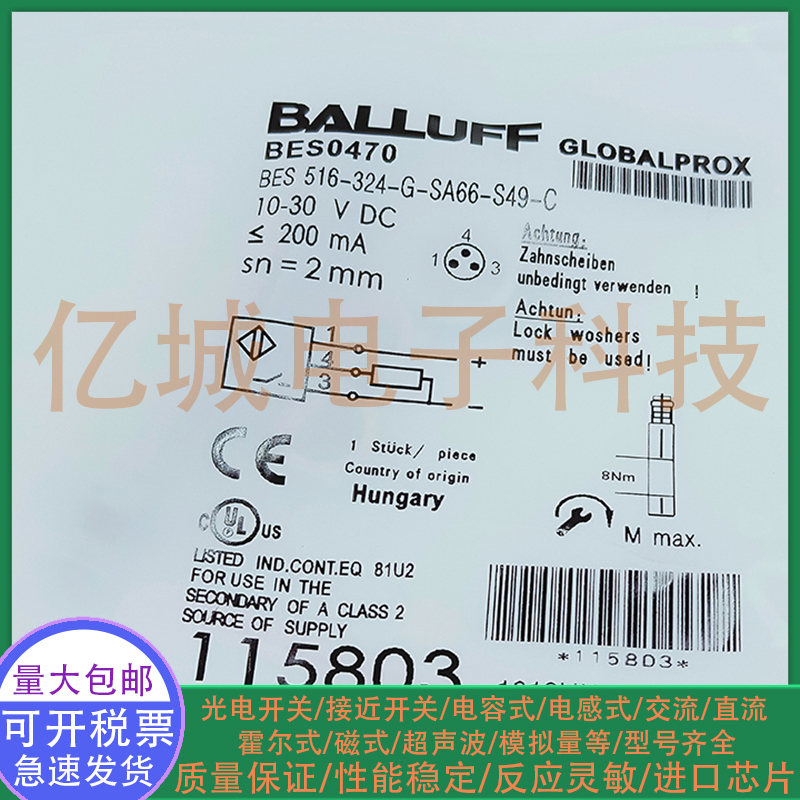 BALLUFF
GLOBALPROX
BES0470
BES 516-324-G-SA66-S49-C
10-30 V DC
≤ 200 mA
sn = 2 mm
4
1 3
Achtung:
Zahnscheiben
unbedingt verwenden !
Achtun:
Lock woshers
must be used!
1
4
3
+
−
亿城电子科技
CE
1 Stück/ piece
Country of origin
Hungary
8Nm
M max.
C UL US
LISTED IND.CONT.EQ 81U2
FOR USE IN THE
SECONDARY OF A CLASS 2
SOURCE OF SUPPLY
115803
*115803*
量大包邮
可开税票
急速发货
光电开关/接近开关/电容式/电感式/交流/直流
霍尔式/磁式/超声波/模拟量等/型号齐全
质量保证/性能稳定/反应灵敏/进口芯片